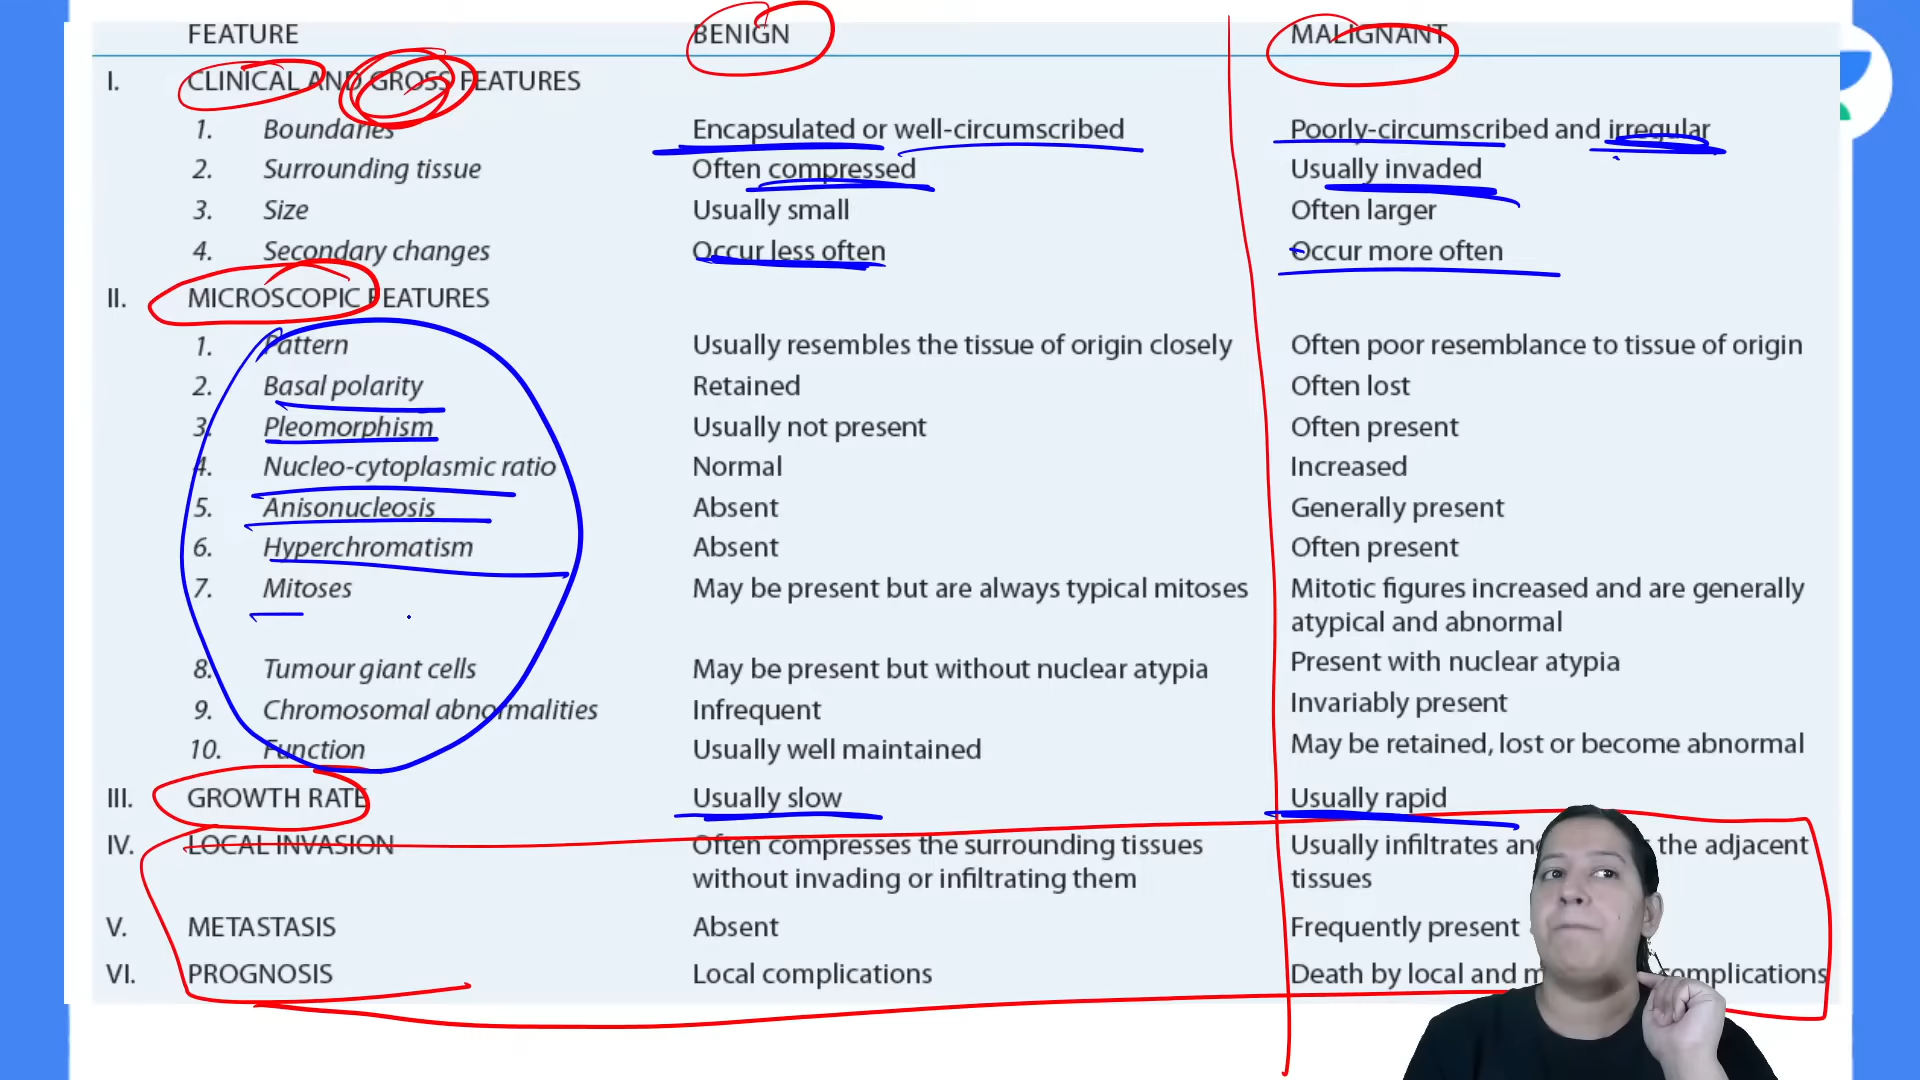 FEATURE BENIGN MALIGNANT
I. CLINICAL AND GROSS FEATURES
1. Boundaries Encapsulated or well-circumscribed Poorly-circumscribed and irregular
2. Surrounding tissue Often compressed Usually invaded
3. Size Usually small Often larger
4. Secondary changes Occur less often Occur more often
II. MICROSCOPIC FEATURES
1. Pattern Usually resembles the tissue of origin closely Often poor resemblance to tissue of origin
2. Basal polarity Retained Often lost
3. Pleomorphism Usually not present Often present
4. Nucleo-cytoplasmic ratio Normal Increased
5. Anisonucleosis Absent Generally present
6. Hyperchromatism Absent Often present
7. Mitoses May be present but are always typical mitoses Mitotic figures increased and are generally
atypical and abnormal
8. Tumour giant cells May be present but without nuclear atypia Present with nuclear atypia
9. Chromosomal abnormalities Infrequent Invariably present
10. Function Usually well maintained May be retained, lost or become abnormal
III. GROWTH RATE Usually slow Usually rapid
IV. LOCAL INVASION Often compresses the surrounding tissues Usually infiltrates the adjacent
without invading or infiltrating them tissues
V. METASTASIS Absent Frequently present
VI. PROGNOSIS Local complications Death by local and complications